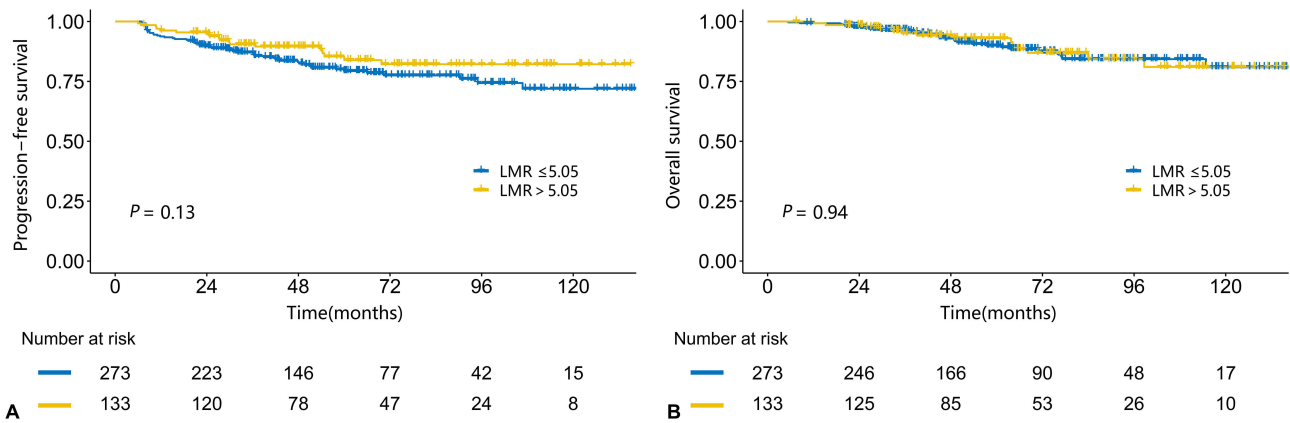 1.00
0.75
0.50
0.25
0.00
Progression-free survival
LMR ≤5.05
LMR > 5.05
P = 0.13
0 24 48 72 96 120
Time(months)
Number at risk
273 223 146 77 42 15
133 120 78 47 24 8
A
1.00
0.75
0.50
0.25
0.00
Overall survival
LMR ≤5.05
LMR > 5.05
P = 0.94
0 24 48 72 96 120
Time(months)
Number at risk
273 246 166 90 48 17
133 125 85 53 26 10
B